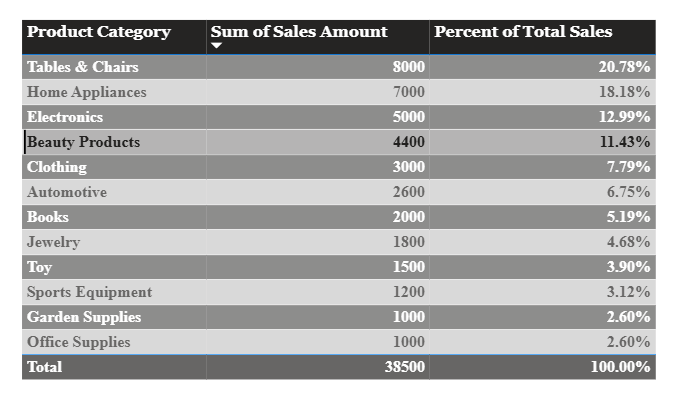 Product Category Sum of Sales Amount Percent of Total Sales
Tables & Chairs 8000 20.78%
Home Appliances 7000 18.18%
Electronics 5000 12.99%
Beauty Products 4400 11.43%
Clothing 3000 7.79%
Automotive 2600 6.75%
Books 2000 5.19%
Jewelry 1800 4.68%
Toy 1500 3.90%
Sports Equipment 1200 3.12%
Garden Supplies 1000 2.60%
Office Supplies 1000 2.60%
Total 38500 100.00%